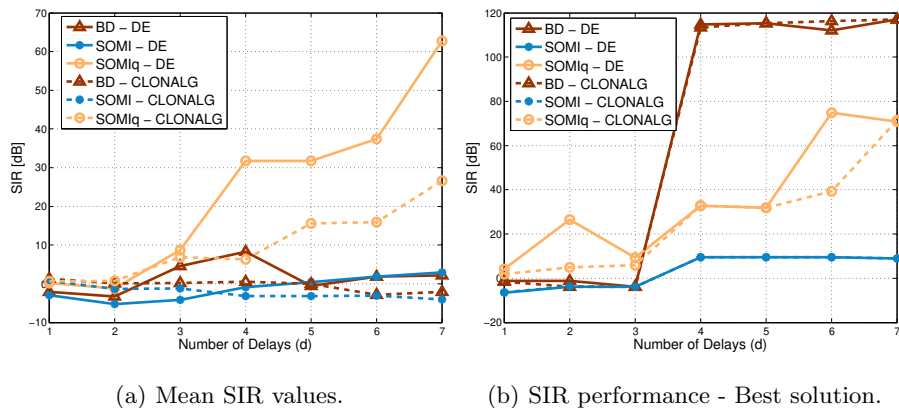 70
60
50
40
30
20
10
0
−10
SIR [dB]
1 2 3 4 5 6 7
Number of Delays (d)
BD − DE
SOMI − DE
SOMIq − DE
BD − CLONALG
SOMI − CLONALG
SOMIq − CLONALG
(a) Mean SIR values.
120
100
80
60
40
20
0
−20
SIR [dB]
1 2 3 4 5 6 7
Number of Delays (d)
BD − DE
SOMI − DE
SOMIq − DE
BD − CLONALG
SOMI − CLONALG
SOMIq − CLONALG
(b) SIR performance - Best solution.